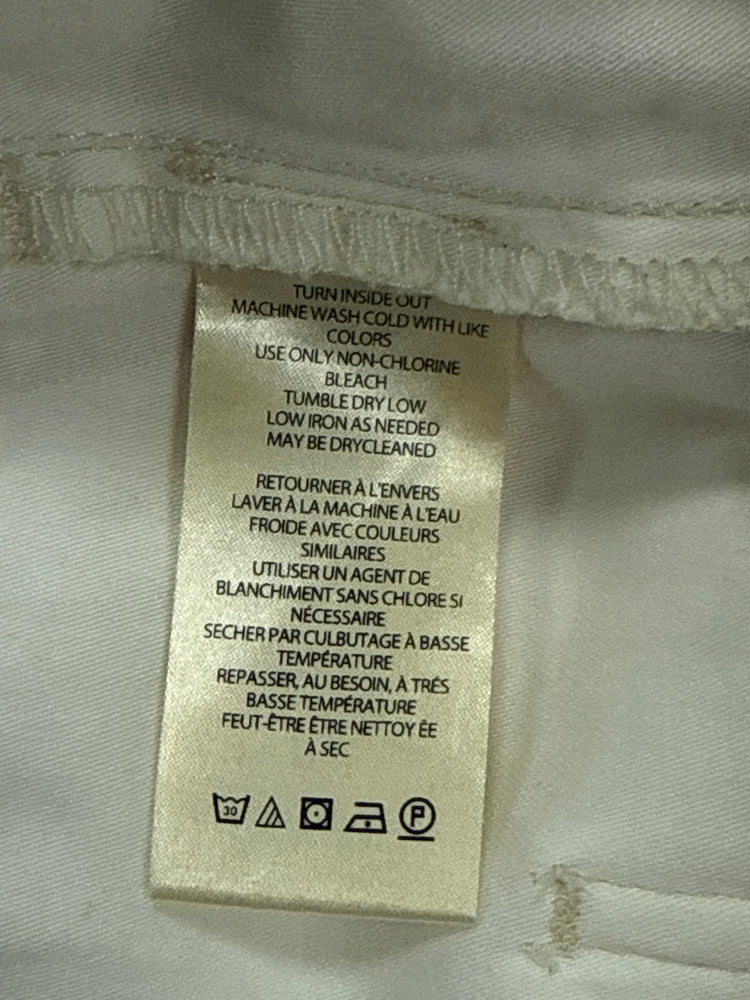 TURN INSIDE OUT
MACHINE WASH COLD WITH LIKE
COLORS
USE ONLY NON-CHLORINE
BLEACH
TUMBLE DRY LOW
LOW IRON AS NEEDED
MAY BE DRYCLEANED
RETOURNER À L'ENVERS
LAVER À LA MACHINE À L'EAU
FROIDE AVEC COULEURS
SIMILAIRES
UTILISER UN AGENT DE
BLANCHIMENT SANS CHLORE SI
NÉCESSAIRE
SECHER PAR CULBUTAGE À BASSE
TEMPÉRATURE
REPASSER, AU BESOIN, À TRÉS
BASSE TEMPÉRATURE
FEUT-ÊTRE ÊTRE NETTOY ÉE
À SEC
30 P